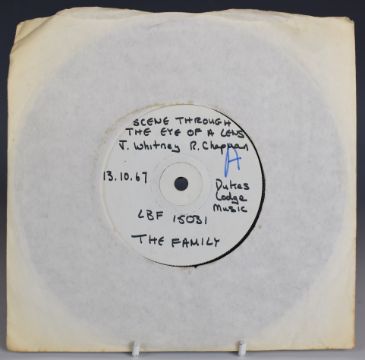 SCENE THROUGH
THE EYE OF A LENS
J. Whitney R. Chapman
A
13.10.67
Dukes
Lodge
Music
LBF 15031
THE FAMILY